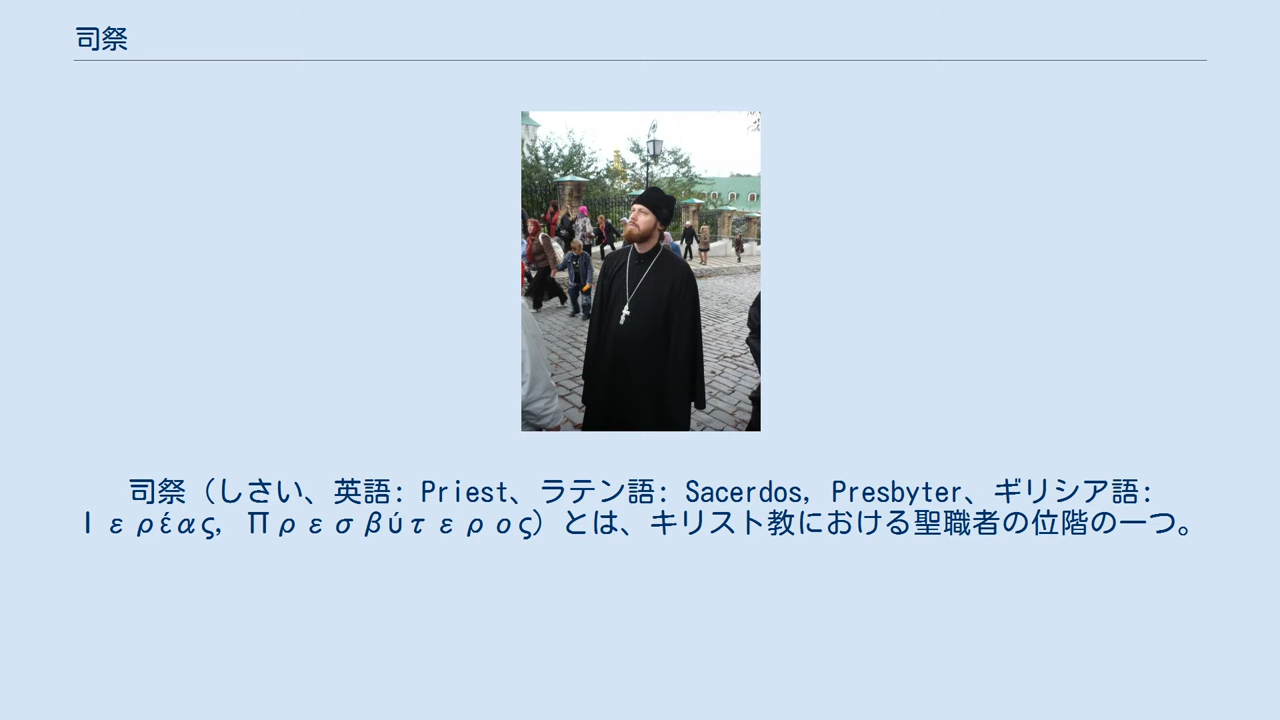 司祭
司祭（しさい、英語: Priest、ラテン語: Sacerdos, Presbyter、ギリシア語:
Ιερέας, Πρεσβύτερος）とは、キリスト教における聖職者の位階の一つ。